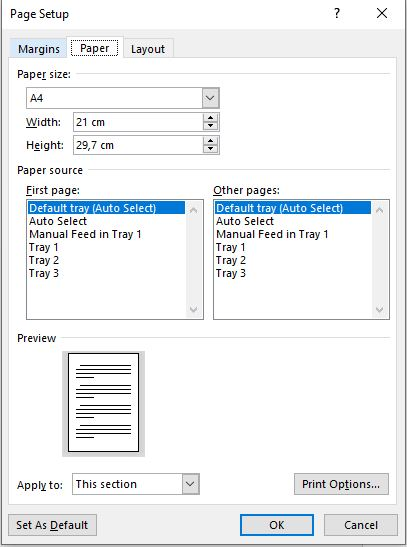 Page Setup
Margins
Paper
Layout
Paper size:
A4
Width: 21 cm
Height: 29,7 cm
Paper source
First page:
Default tray (Auto Select)
Auto Select
Manual Feed in Tray 1
Tray 1
Tray 2
Tray 3
Other pages:
Default tray (Auto Select)
Auto Select
Manual Feed in Tray 1
Tray 1
Tray 2
Tray 3
Preview
Apply to: This section
Print Options...
Set As Default
OK
Cancel